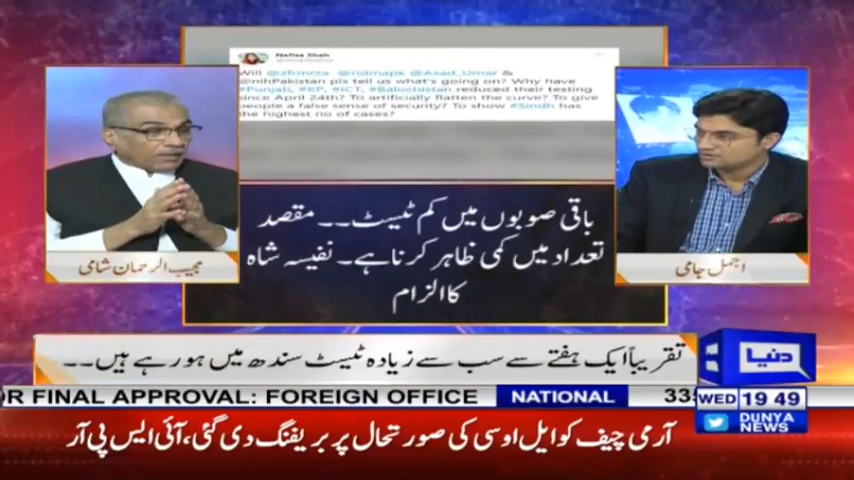 Nafisa Shah
Will @zfrmrza @ndmapk @Asad_Umar &
@nihPakistan pls tell us what's going on? Why have
#Punjab, #KP, #ICT, #Balochistan reduced their testing
since April 24th? To artificially flatten the curve? To give
people a false sense of security? To show #Sindh has
the highest no of cases?
باقی صوبوں میں کم ٹیسٹ۔۔ مقصد
تعداد میں کمی ظاہر کرنا ہے۔ نفیسہ شاہ
کا الزام
مجیب الرحمان شامی
اجمل جامی
تقریباً ایک ہفتے سے سب سے زیادہ ٹیسٹ سندھ میں ہو رہے ہیں۔۔
دنیا
OR FINAL APPROVAL: FOREIGN OFFICE NATIONAL 33
WED 19 49
DUNYA
NEWS
آرمی چیف کو ایل او سی کی صورتحال پر بریفنگ دی گئی، آئی ایس پی آر